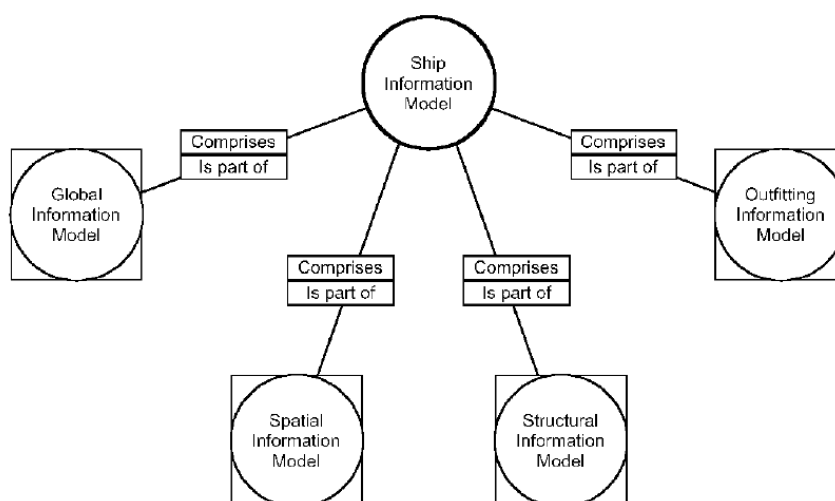 Ship
Information
Model
Comprises
Is part of
Comprises
Is part of
Global
Information
Model
Outfitting
Information
Model
Comprises
Is part of
Comprises
Is part of
Spatial
Information
Model
Structural
Information
Model